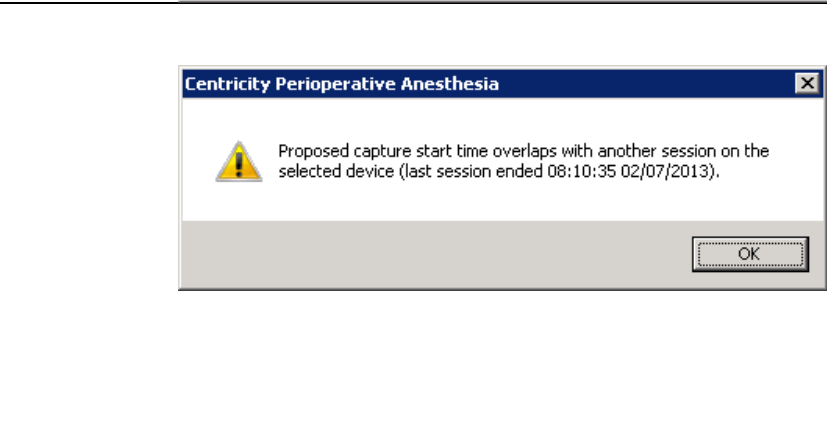 Centricity Perioperative Anesthesia
Proposed capture start time overlaps with another session on the
selected device (last session ended 08:10:35 02/07/2013).
OK